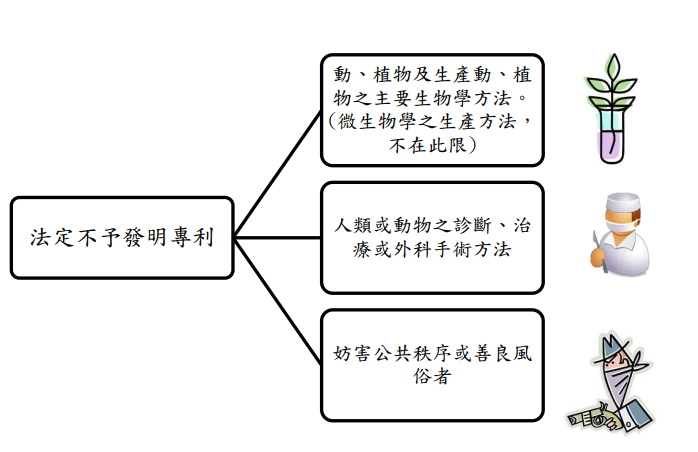 動、植物及生產動、植
物之主要生物學方法。
（微生物學之生產方法，
不在此限）
法定不予發明專利
人類或動物之診斷、治
療或外科手術方法
妨害公共秩序或善良風
俗者